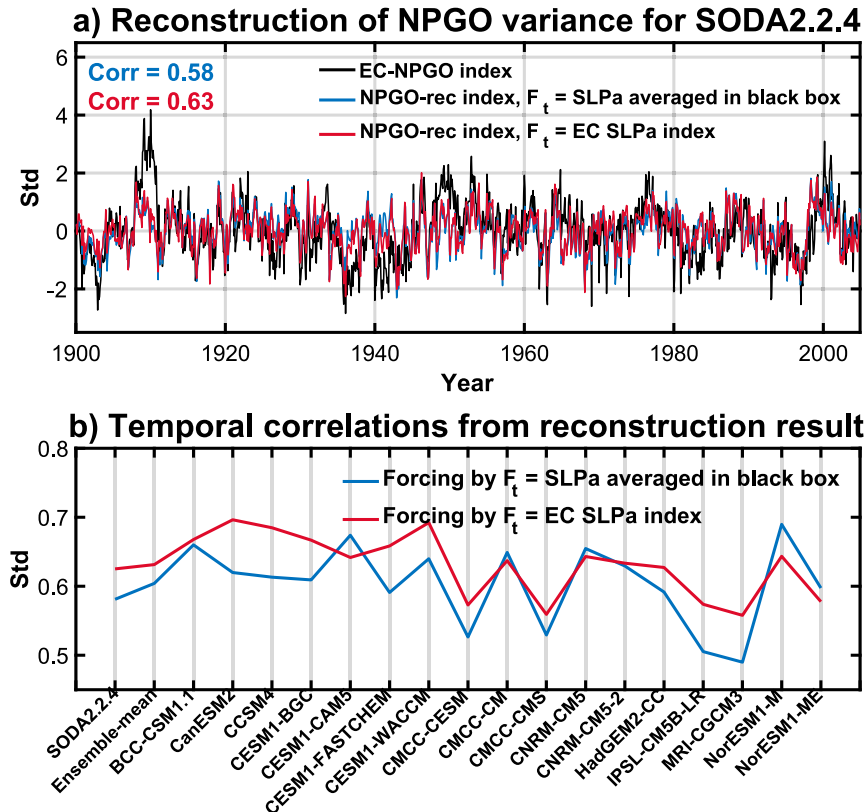 a) Reconstruction of NPGO variance for SODA2.2.4
6
4
2
0
-2
Std
Corr = 0.58
Corr = 0.63
EC-NPGO index
NPGO-rec index, F t = SLPa averaged in black box
NPGO-rec index, F t = EC SLPa index
1900 1920 1940 1960 1980 2000
Year
b) Temporal correlations from reconstruction result
0.8
0.7
0.6
0.5
Std
Forcing by F t = SLPa averaged in black box
Forcing by F t = EC SLPa index
SODA2.2.4
Ensemble-mean
BCC-CSM1.1
CanESM2
CCSM4
CESM1-BGC
CESM1-CAM5
CESM1-FASTCHEM
CESM1-WACCM
CMCC-CESM
CMCC-CM
CMCC-CMS
CNRM-CM5
CNRM-CM5-2
HadGEM2-CC
IPSL-CM5B-LR
MRI-CGCM3
NorESM1-M
NorESM1-ME